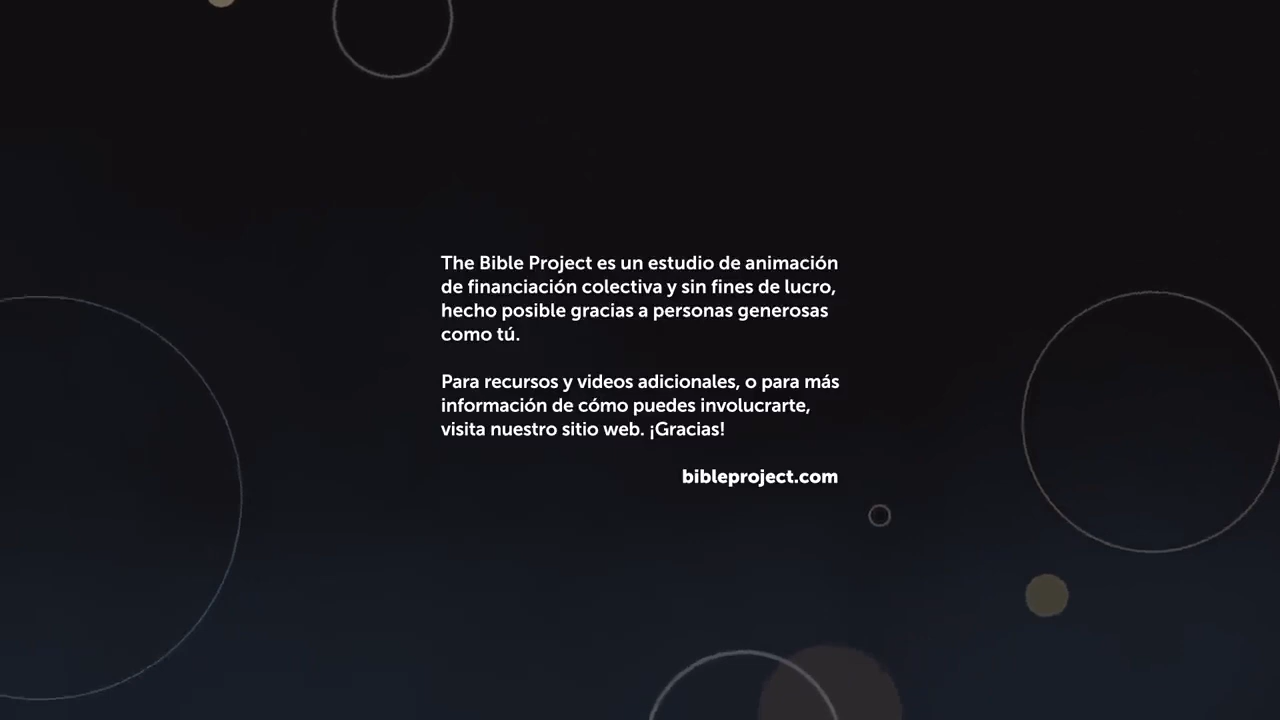 The Bible Project es un estudio de animación
de financiación colectiva y sin fines de lucro,
hecho posible gracias a personas generosas
como tú.
Para recursos y videos adicionales, o para más
información de cómo puedes involucrarte,
visita nuestro sitio web. ¡Gracias!
bibleproject.com